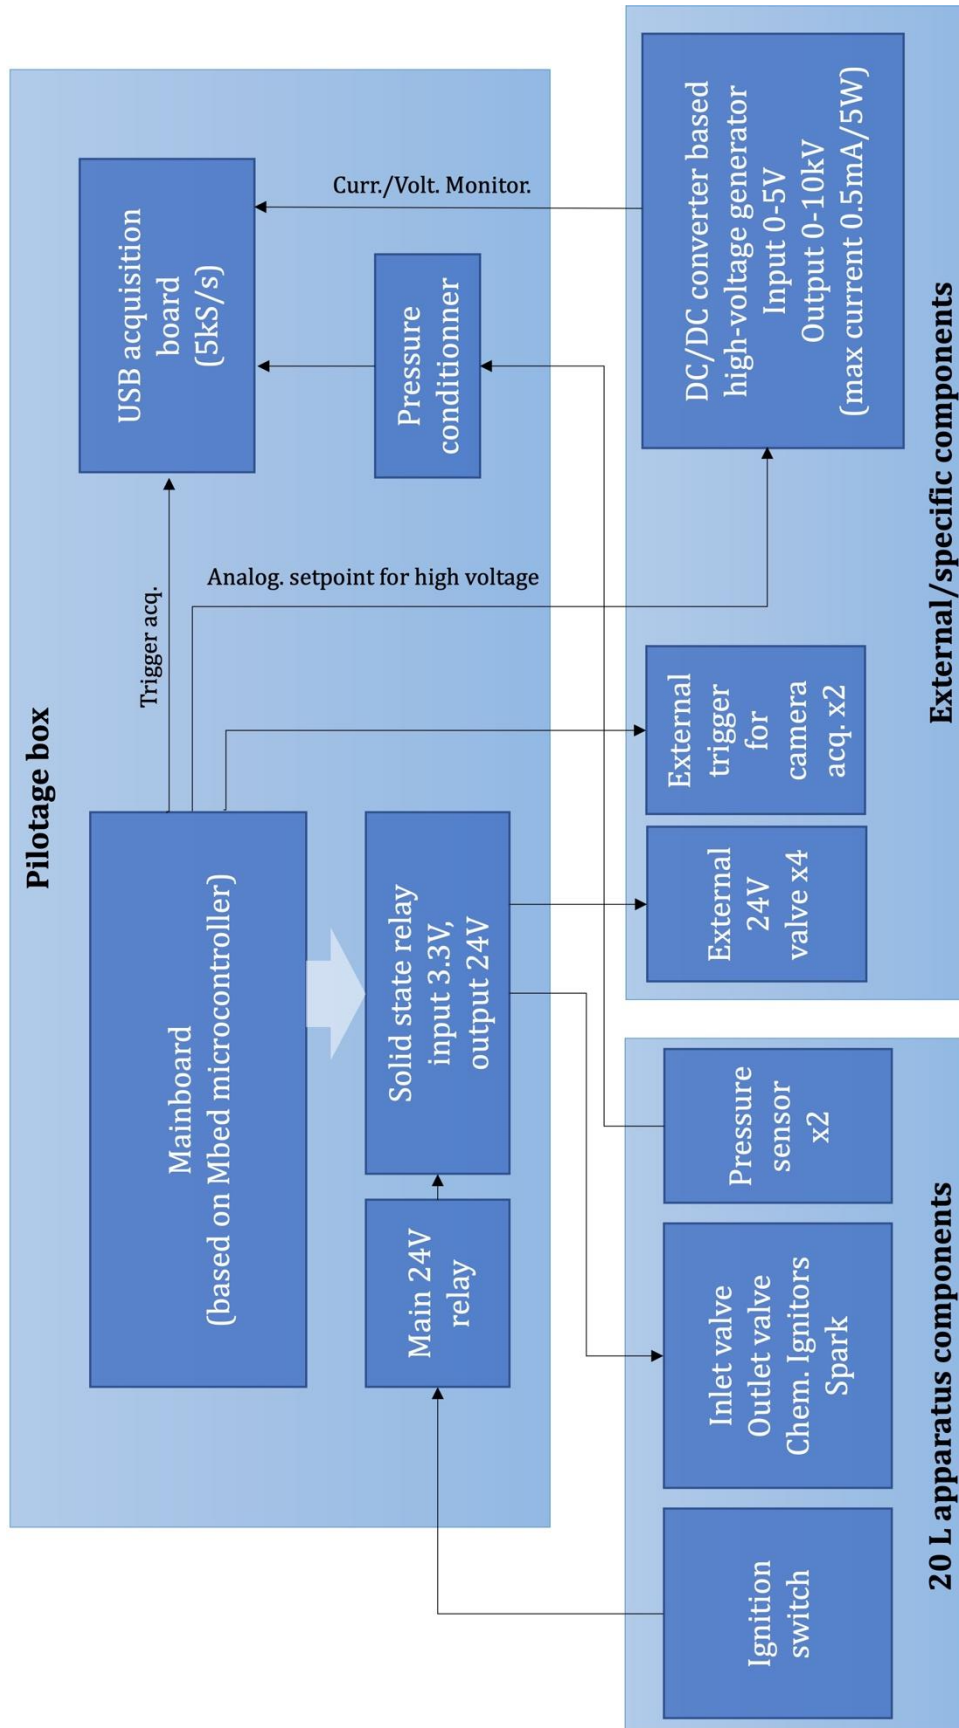 Pilotage box
Mainboard
(based on Mbed microcontroller)
Trigger acq.
USB acquisition
board
(5kS/s)
Analog. setpoint for high voltage
Curr./Volt. Monitor.
Main 24V
relay
Solid state relay
input 3.3V,
output 24V
Pressure
conditionner
Ignition
switch
Inlet valve
Outlet valve
Chem. Ignitors
Spark
Pressure
sensor
x2
20 L apparatus components
External
24V
valve x4
External
trigger
for
camera
acq. x2
DC/DC converter based
high-voltage generator
Input 0-5V
Output 0-10kV
(max current 0.5mA/5W)
External/specific components